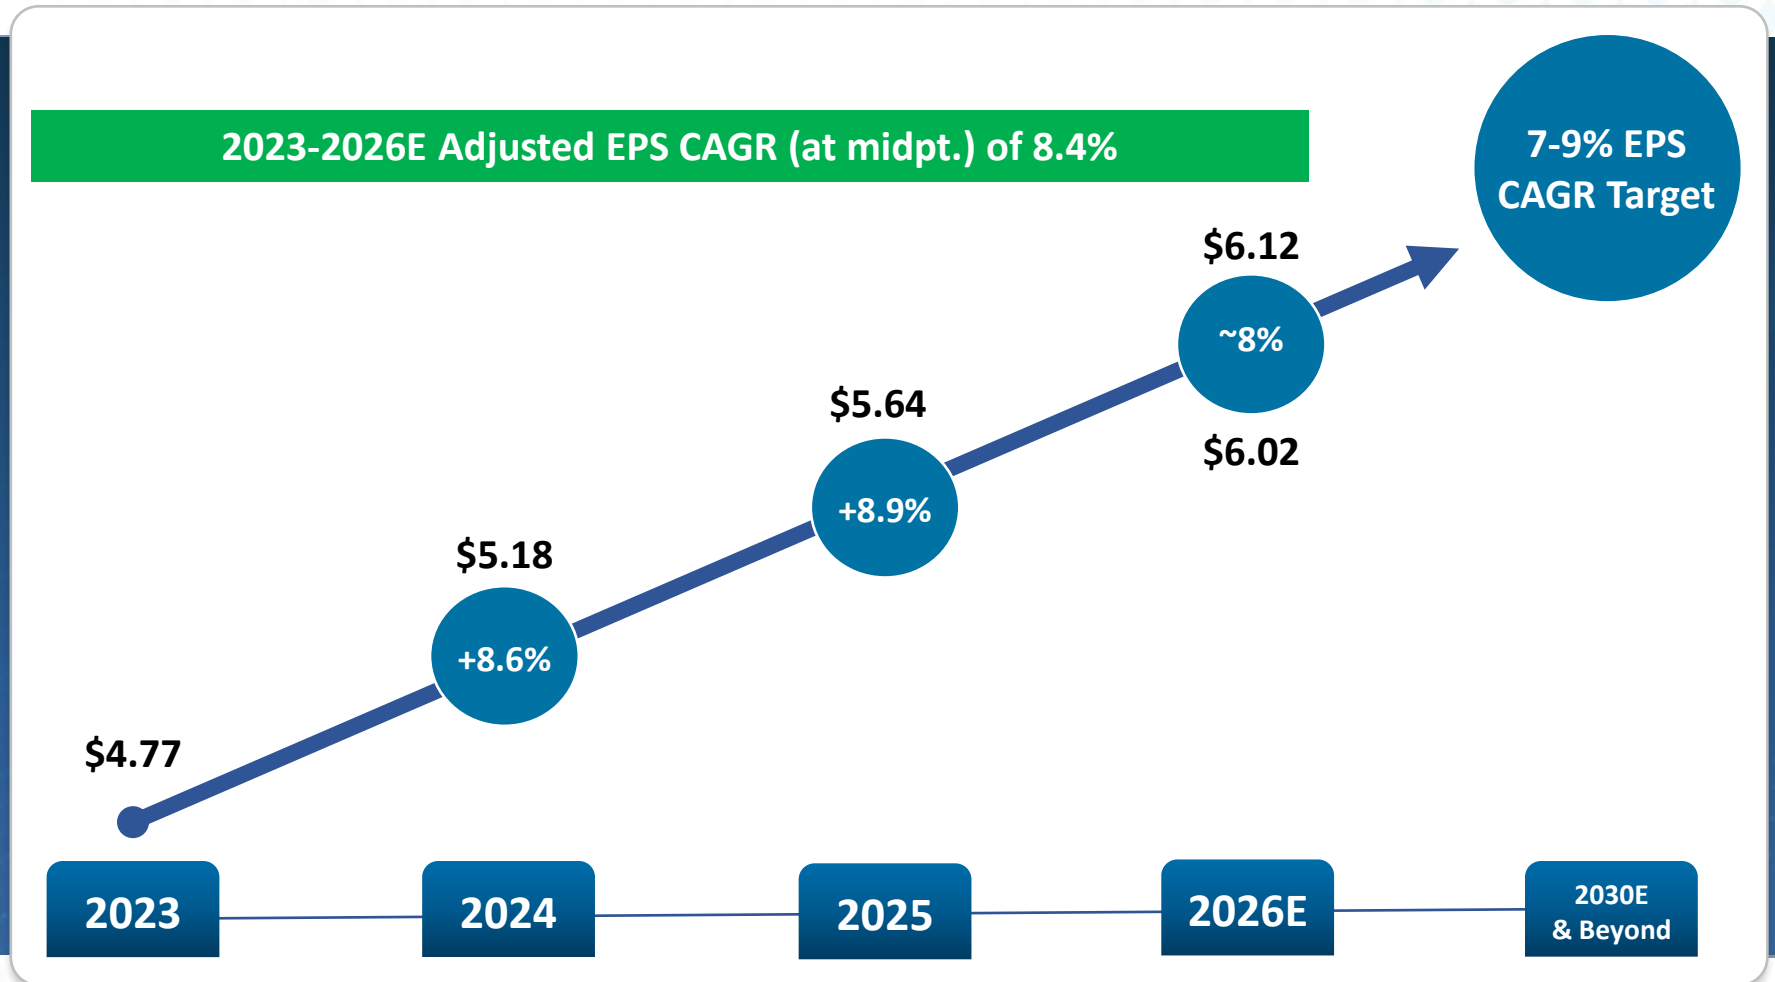 2023-2026E Adjusted EPS CAGR (at midpt.) of 8.4%
7-9% EPS
CAGR Target
$6.12
~8%
$6.02
$5.64
+8.9%
$5.18
+8.6%
$4.77
2023
2024
2025
2026E
2030E
& Beyond